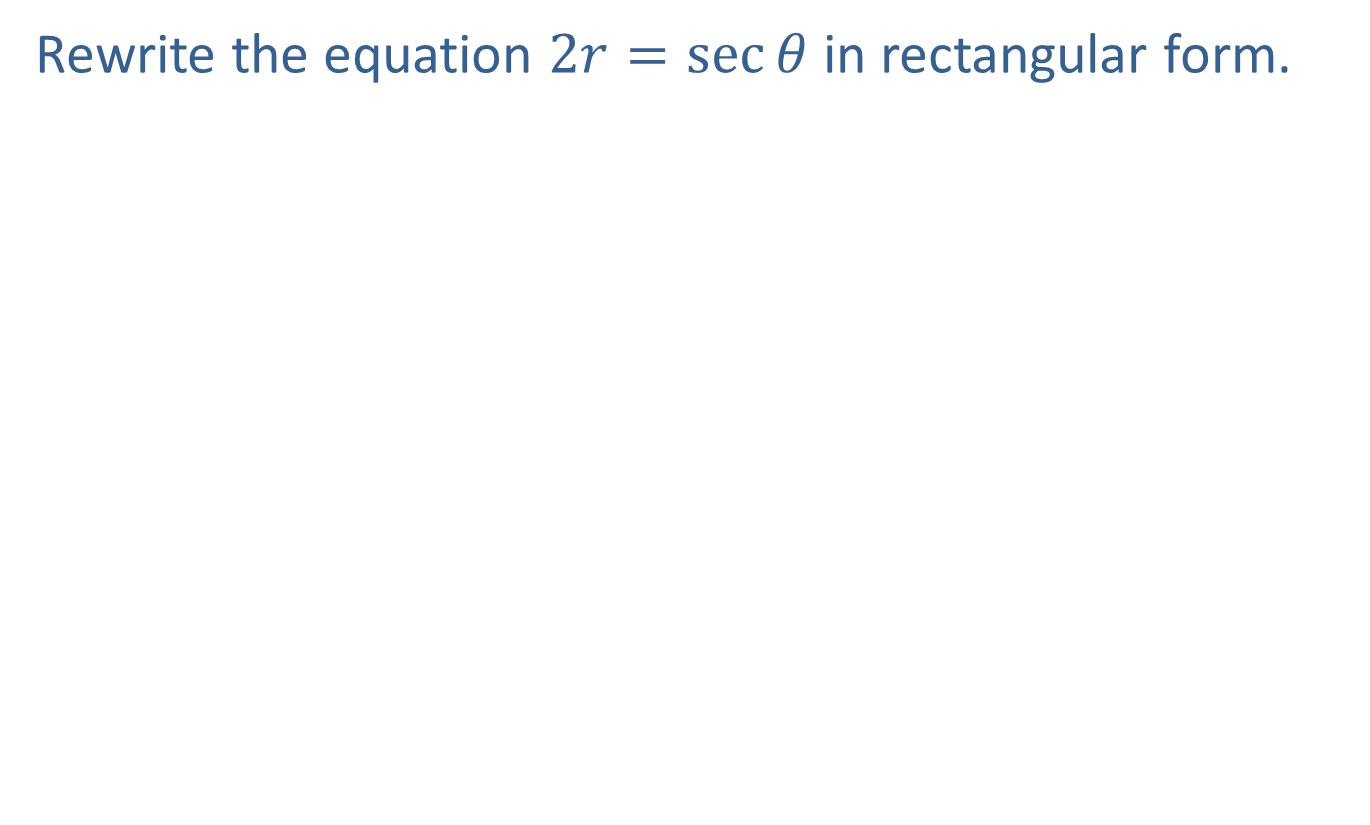 Rewrite the equation 2r = sec θ in rectangular form.